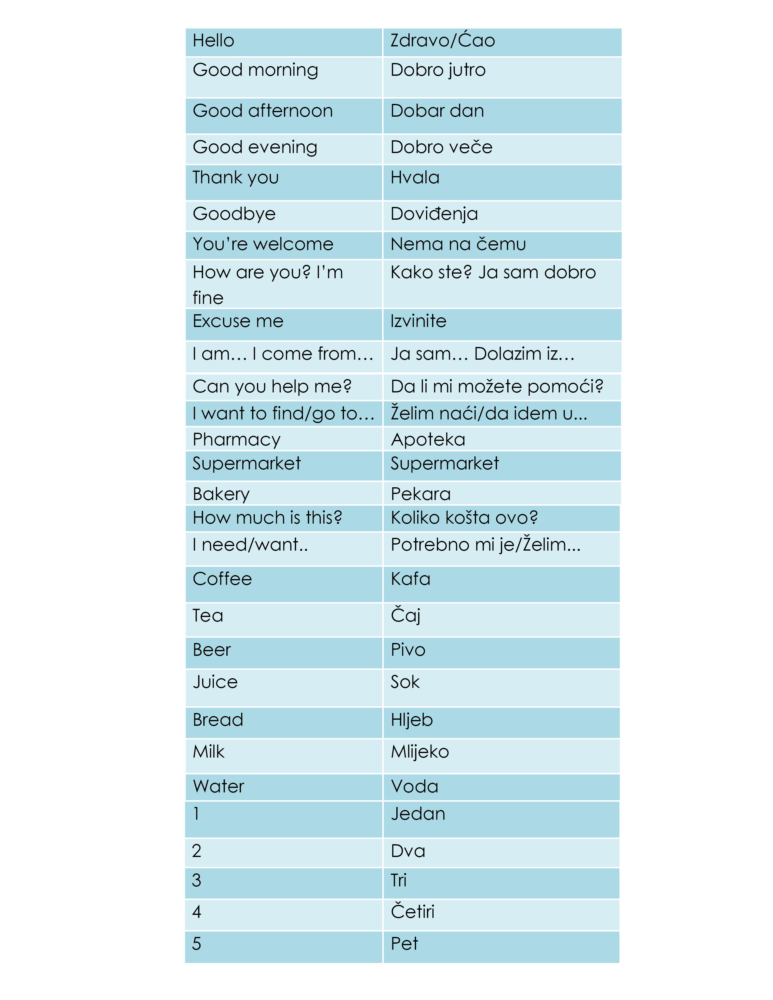 Hello Zdravo/Ćao
Good morning Dobro jutro
Good afternoon Dobar dan
Good evening Dobro veče
Thank you Hvala
Goodbye Doviđenja
You’re welcome Nema na čemu
How are you? I’m Kako ste? Ja sam dobro
fine
Excuse me Izvinite
I am… I come from… Ja sam… Dolazim iz…
Can you help me? Da li mi možete pomoći?
I want to find/go to… Želim naći/da idem u...
Pharmacy Apoteka
Supermarket Supermarket
Bakery Pekara
How much is this? Koliko košta ovo?
I need/want.. Potrebno mi je/Želim...
Coffee Kafa
Tea Čaj
Beer Pivo
Juice Sok
Bread Hljeb
Milk Mlijeko
Water Voda
1 Jedan
2 Dva
3 Tri
4 Četiri
5 Pet